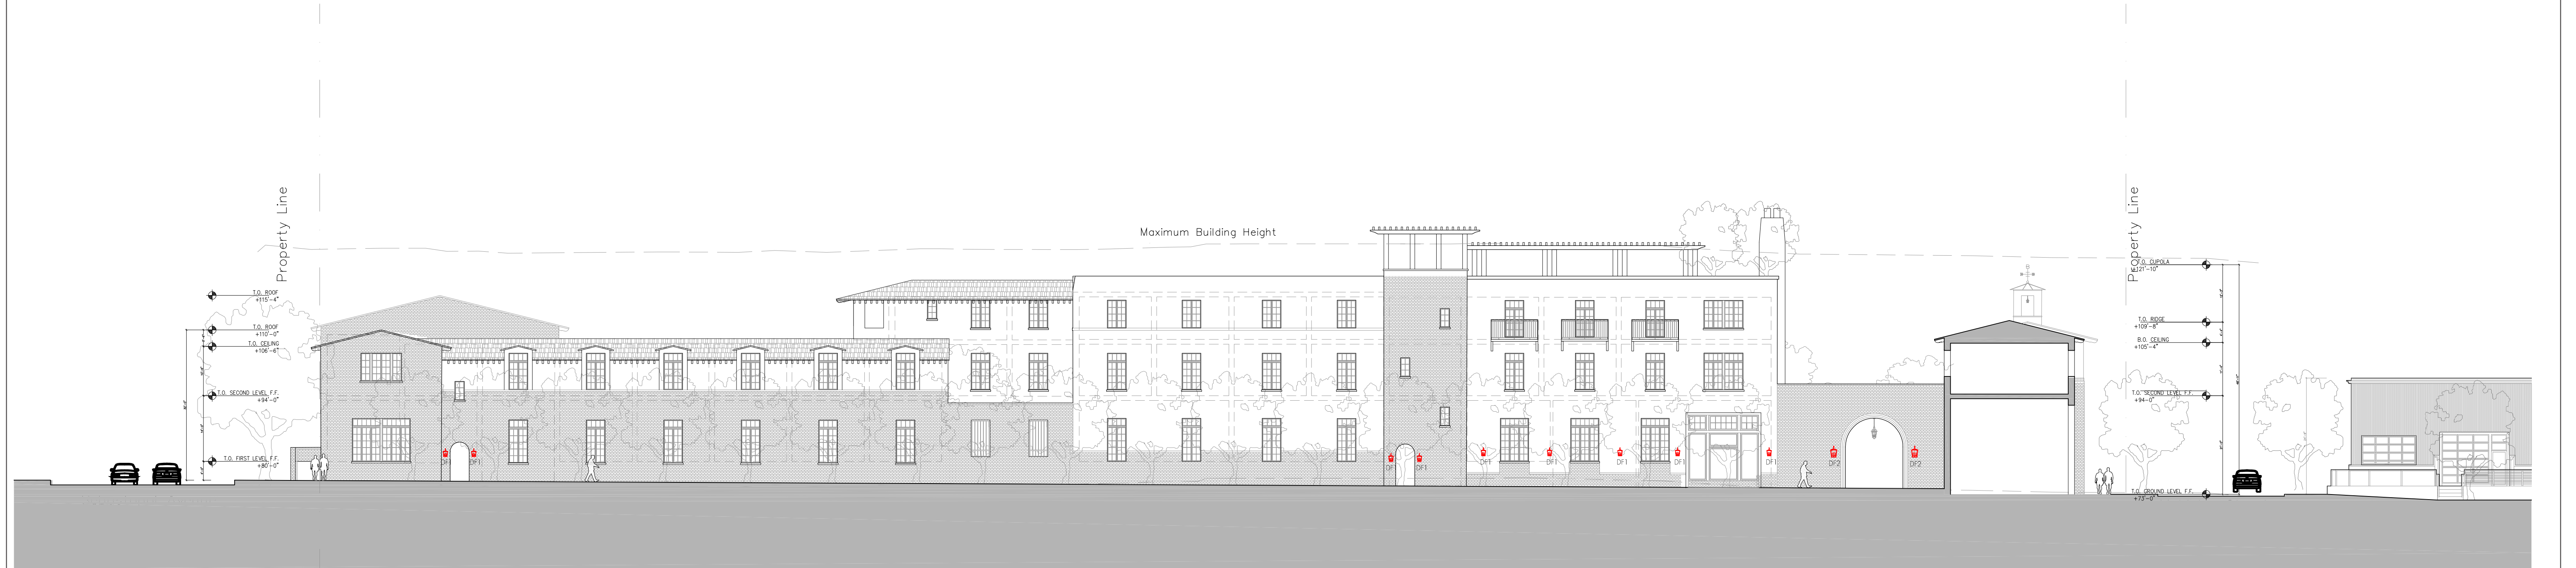 Property Line
Maximum Building Height
Property Line
T.O. ROOF
+115'-4"
T.O. ROOF
+110'-0"
T.O. CEILING
+106'-6"
T.O. SECOND LEVEL F.F.
+94'-0"
T.O. FIRST LEVEL F.F.
+80'-0"
DF1
DF1
DF1
DF1
DF1
DF1
DF1
DF1
DF1
DF2
DF2
T.O. CUPOLA
+121'-10"
T.O. RIDGE
+109'-8"
B.O. CEILING
+105'-4"
T.O. SECOND LEVEL F.F.
+94-0"
T.O. GROUND LEVEL F.F.
+73'-0"